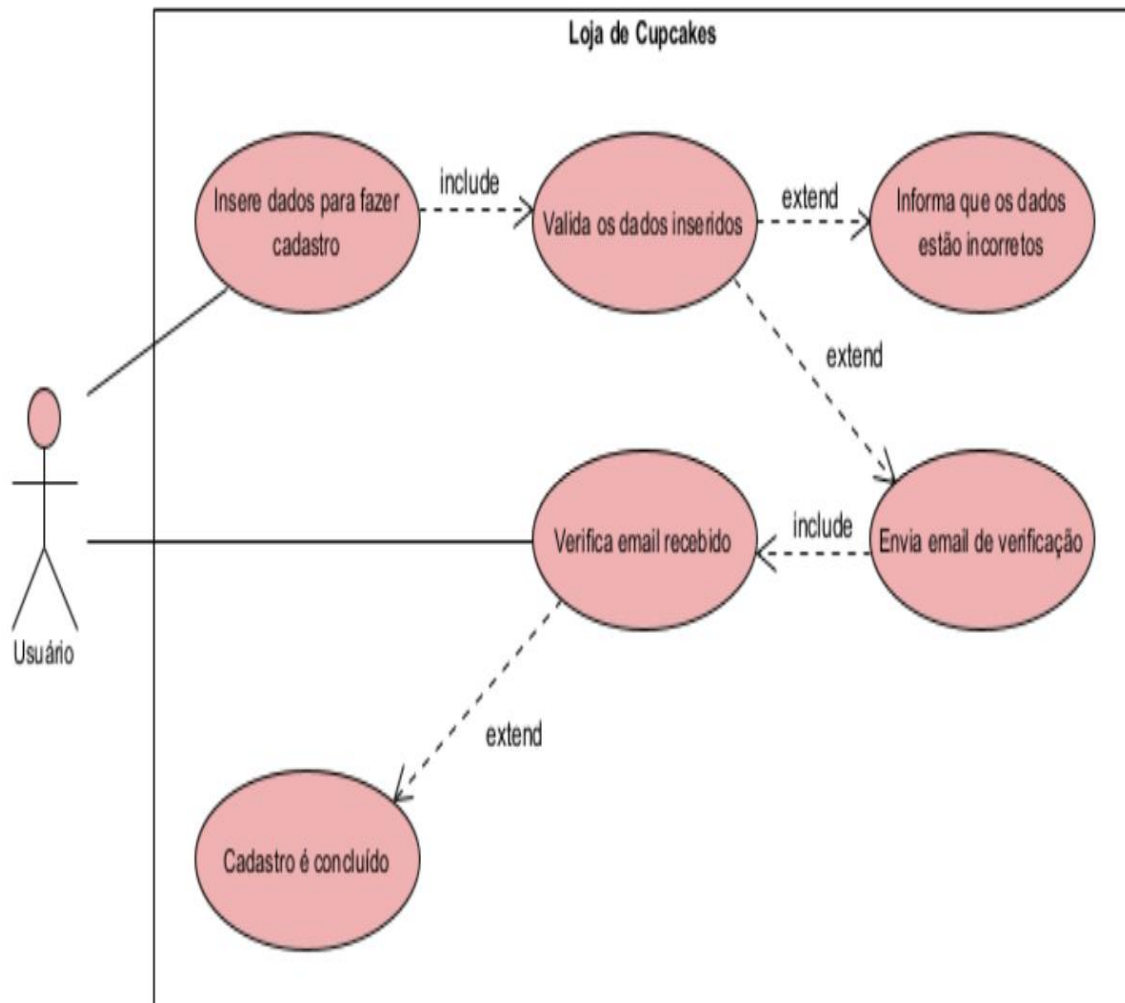 Loja de Cupcakes
Insere dados para fazer
cadastro
include
Valida os dados inseridos
extend
Informa que os dados
estão incorretos
extend
Verifica email recebido
include
Envia email de verificação
Usuário
extend
Cadastro é concluído